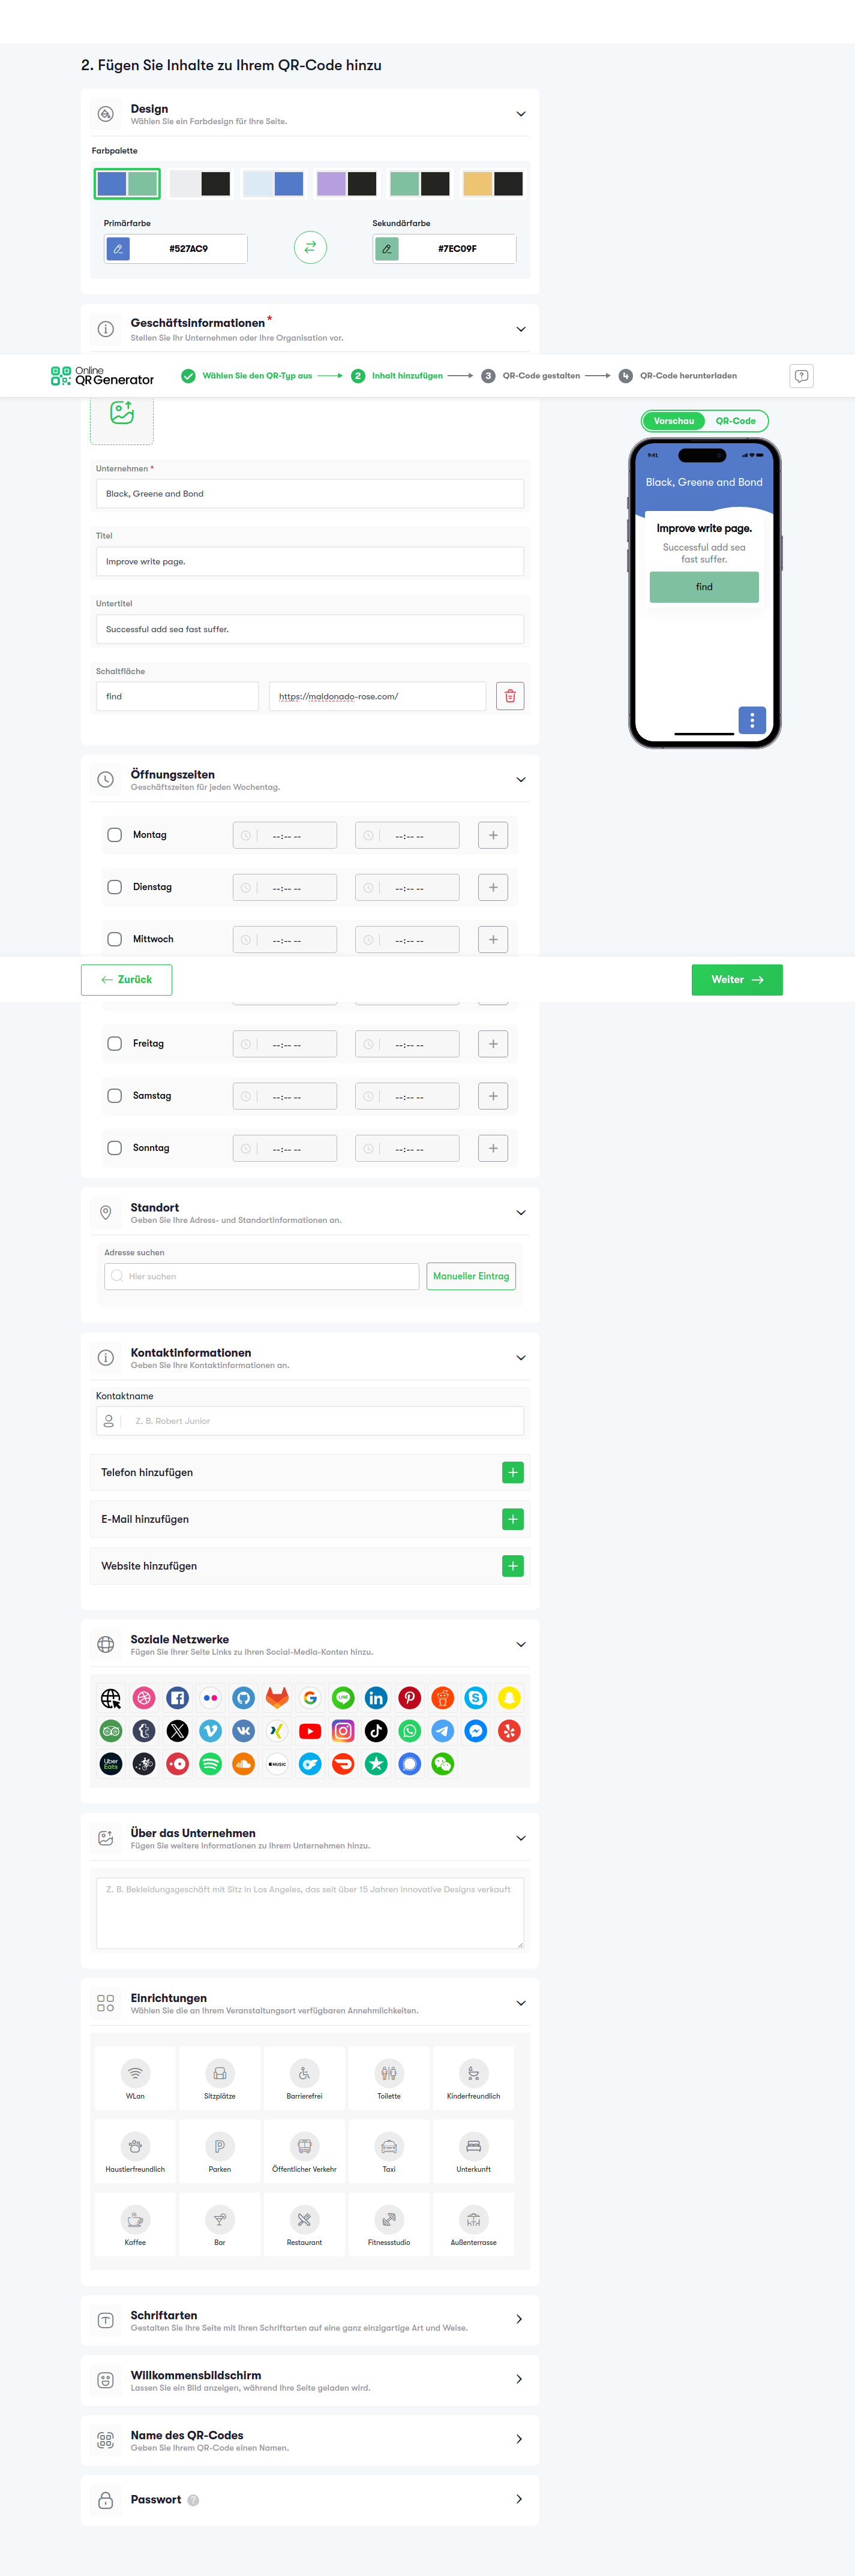 2. Fügen Sie Inhalte zu Ihrem QR-Code hinzu
Design
Wählen Sie ein Farbdesign für Ihre Seite.
Farbpalette
Primärfarbe
Sekundärfarbe
#527AC9
#7EC09F
Geschäftsinformationen *
Stellen Sie Ihr Unternehmen oder Ihre Organisation vor.
Online
QR Generator
Wählen Sie den QR-Typ aus
2 Inhalt hinzufügen
3 QR-Code gestalten
4 QR-Code herunterladen
Vorschau
QR-Code
9:41
Black, Greene and Bond
Improve write page.
Successful add sea
fast suffer.
find
Unternehmen *
Black, Greene and Bond
Titel
Improve write page.
Untertitel
Successful add sea fast suffer.
Schaltfläche
find
https://maldonado-rose.com/
Öffnungszeiten
Geschäftszeiten für jeden Wochentag.
Montag --:-- -- --:-- --
Dienstag --:-- -- --:-- --
Mittwoch --:-- -- --:-- --
Zurück
Weiter
Freitag --:-- -- --:-- --
Samstag --:-- -- --:-- --
Sonntag --:-- -- --:-- --
Standort
Geben Sie Ihre Adress- und Standortinformationen an.
Adresse suchen
Hier suchen
Manueller Eintrag
Kontaktinformationen
Geben Sie Ihre Kontaktinformationen an.
Kontaktname
Z. B. Robert Junior
Telefon hinzufügen
E-Mail hinzufügen
Website hinzufügen
Soziale Netzwerke
Fügen Sie Ihrer Seite Links zu Ihren Social-Media-Konten hinzu.
LINE
Uber
Eats
MUSIC
Über das Unternehmen
Fügen Sie weitere Informationen zu Ihrem Unternehmen hinzu.
Z. B. Bekleidungsgeschäft mit Sitz in Los Angeles, das seit über 15 Jahren innovative Designs verkauft
Einrichtungen
Wählen Sie die an Ihrem Veranstaltungsort verfügbaren Annehmlichkeiten.
WLan
Sitzplätze
Barrierefrei
Toilette
Kinderfreundlich
Haustierfreundlich
Parken
Öffentlicher Verkehr
Taxi
Unterkunft
Kaffee
Bar
Restaurant
Fitnessstudio
Außenterrasse
Schriftarten
Gestalten Sie Ihre Seite mit Ihren Schriftarten auf eine ganz einzigartige Art und Weise.
Willkommensbildschirm
Lassen Sie ein Bild anzeigen, während Ihre Seite geladen wird.
Name des QR-Codes
Geben Sie Ihrem QR-Code einen Namen.
Passwort ?